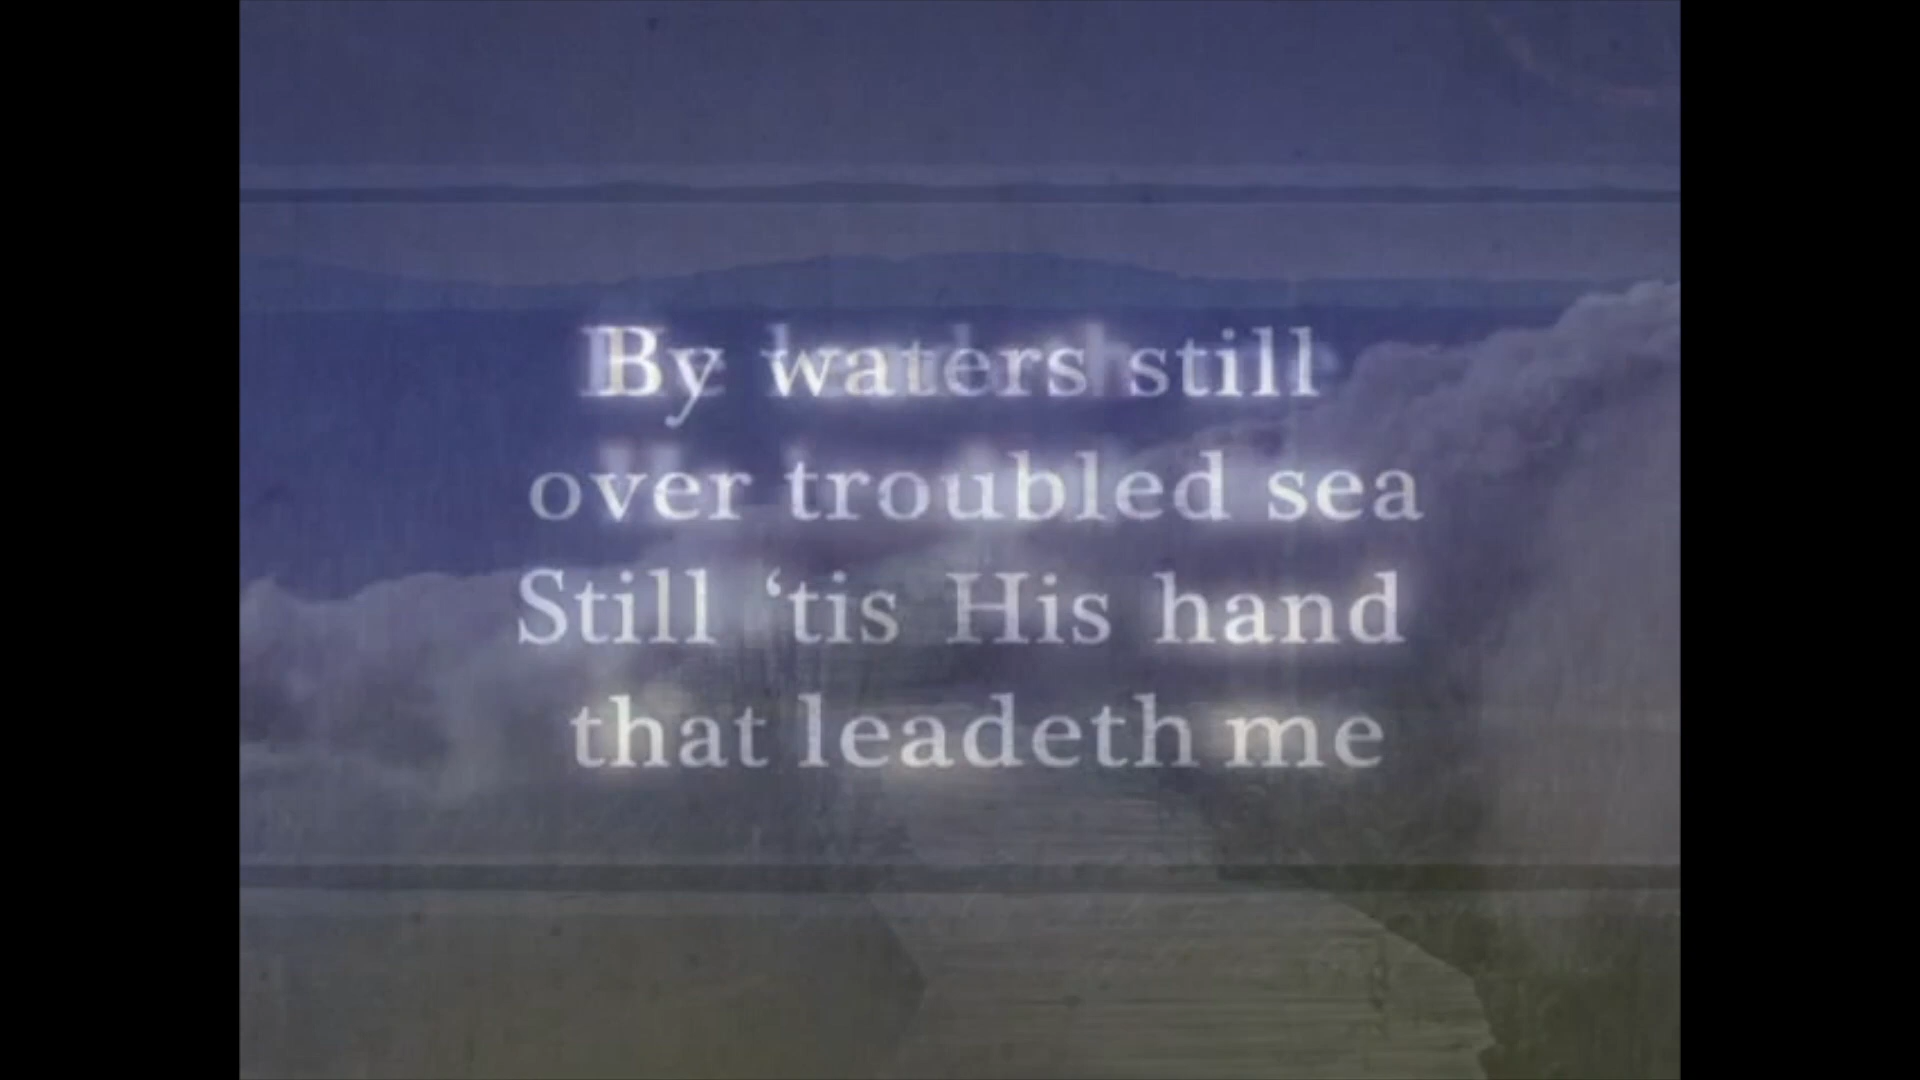 By waters still
over troubled sea
Still ‘tis His hand
that leadeth me